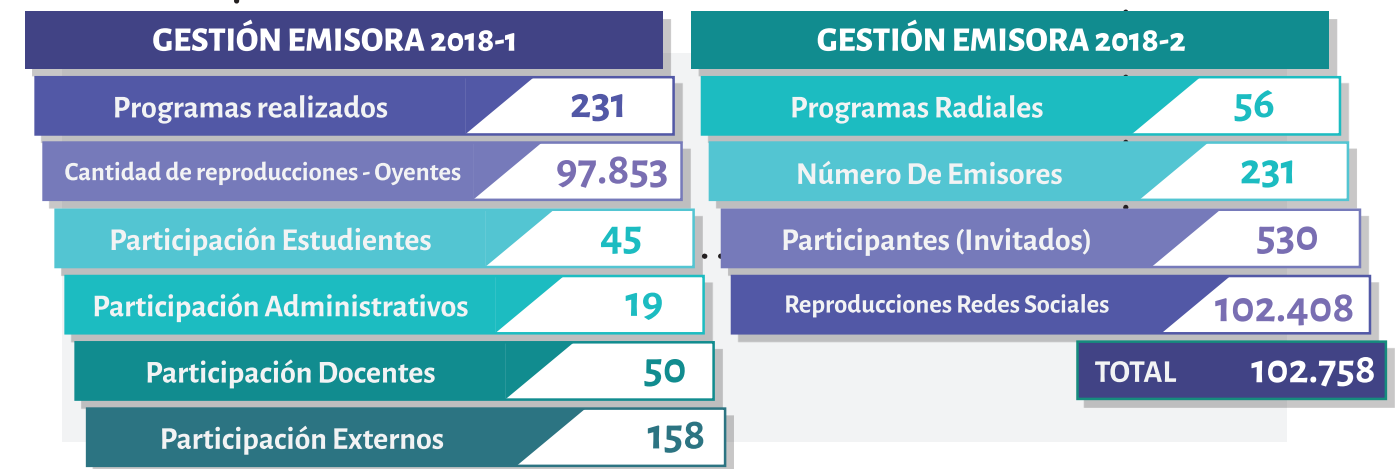 GESTIÓN EMISORA 2018-1
Programas realizados 231
Cantidad de reproducciones - Oyentes 97.853
Participación Estudientes 45
Participación Administrativos 19
Participación Docentes 50
Participación Externos 158
GESTIÓN EMISORA 2018-2
Programas Radiales 56
Número De Emisores 231
Participantes (Invitados) 530
Reproducciones Redes Sociales 102.408
TOTAL 102.758